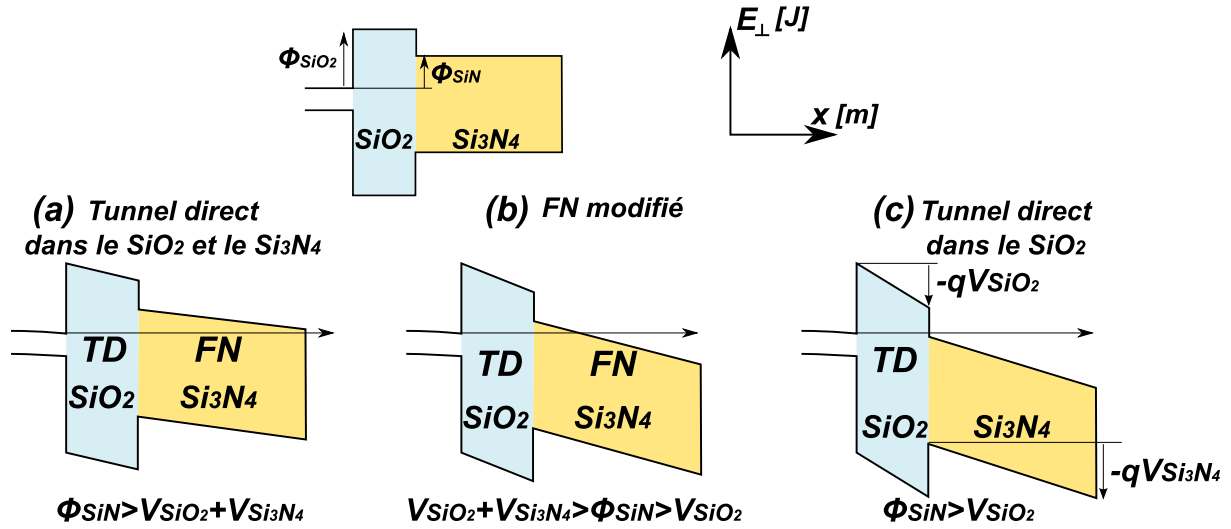 E⊥ [J]
ΦSiO2
ΦSiN
x [m]
SiO2 Si3N4
(a) Tunnel direct
dans le SiO2 et le Si3N4
(b) FN modifié
(c) Tunnel direct
dans le SiO2
-qVSiO2
TD FN
SiO2 Si3N4
TD FN
SiO2 Si3N4
TD
SiO2 Si3N4
-qVSi3N4
ΦSiN>VSiO2+VSi3N4
VSiO2+VSi3N4>ΦSiN>VSiO2
ΦSiN>VSiO2